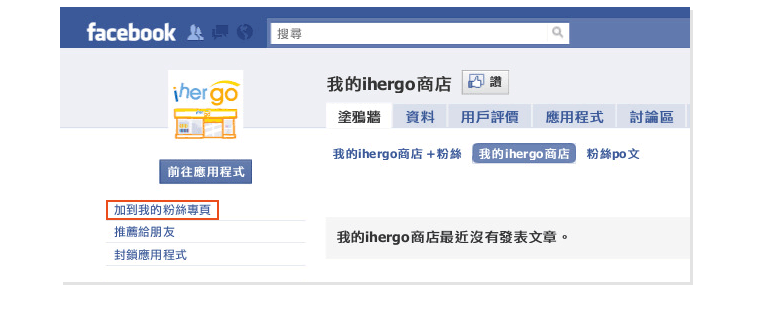 facebook 搜尋
ihergo
我的ihergo商店 讚
塗鴉牆 資料 用戶評價 應用程式 討論區
我的ihergo商店 +粉絲 我的ihergo商店 粉絲po文
前往應用程式
加到我的粉絲專頁
推薦給朋友
封鎖應用程式
我的ihergo商店最近沒有發表文章。